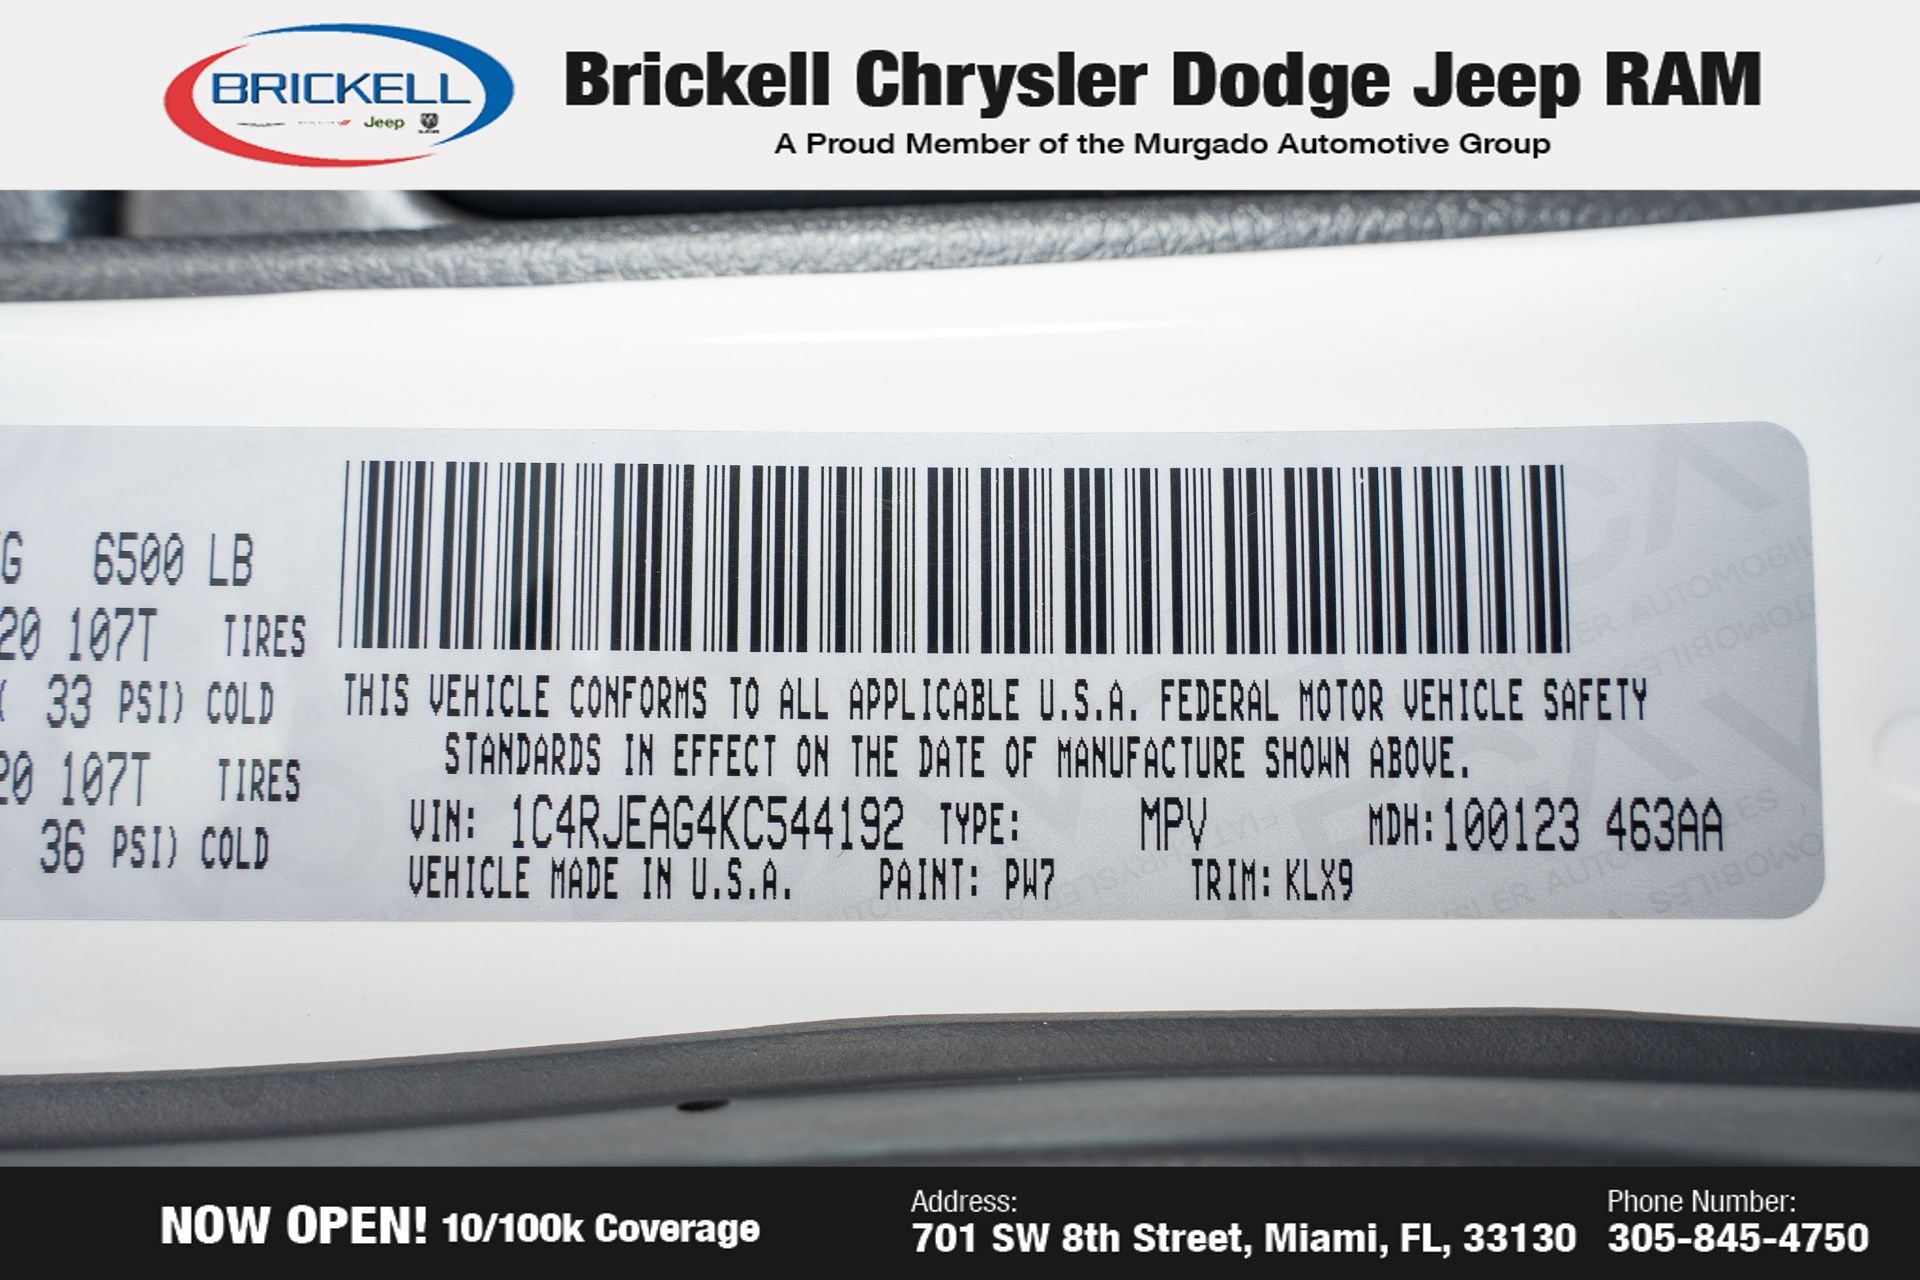 BRICKELL
Jeep
Brickell Chrysler Dodge Jeep RAM
A Proud Member of the Murgado Automotive Group
G 6500 LB
20 107T TIRES
33 PSI) COLD
20 107T TIRES
36 PSI) COLD
THIS VEHICLE CONFORMS TO ALL APPLICABLE U.S.A. FEDERAL MOTOR VEHICLE SAFETY
STANDARDS IN EFFECT ON THE DATE OF MANUFACTURE SHOWN ABOVE.
VIN: 1C4RJEAG4KC544192 TYPE: MPV MDH:100123 463AA
VEHICLE MADE IN U.S.A. PAINT: PW7 TRIM: KLX9
NOW OPEN! 10/100k Coverage
Address:
701 SW 8th Street, Miami, FL, 33130
Phone Number:
305-845-4750